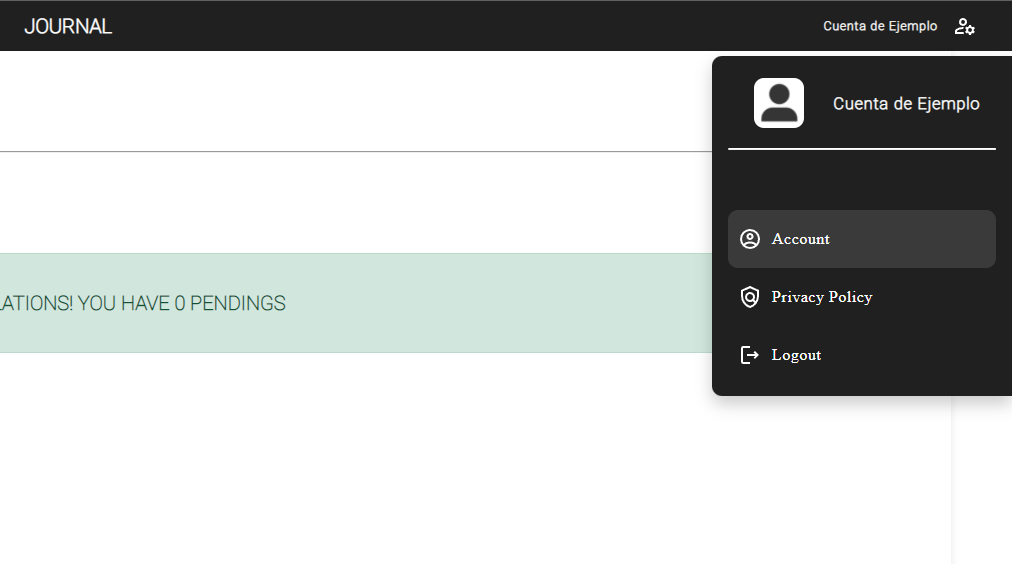 JOURNAL
Cuenta de Ejemplo
Cuenta de Ejemplo
Account
LATIONS! YOU HAVE 0 PENDINGS
Privacy Policy
Logout